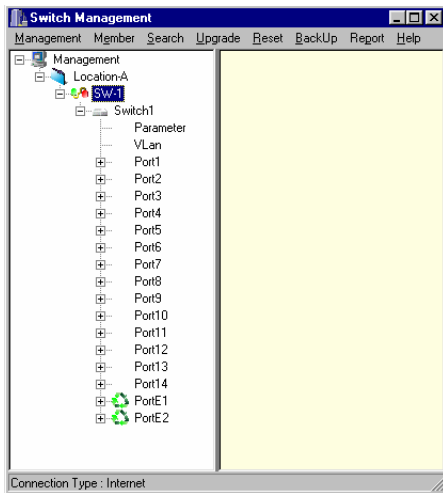 Switch Management
Management Member Search Upgrade Reset BackUp Report Help
Management
Location-A
SW-1
Switch1
Parameter
VLan
Port1
Port2
Port3
Port4
Port5
Port6
Port7
Port8
Port9
Port10
Port11
Port12
Port13
Port14
PortE1
PortE2
Connection Type : Internet